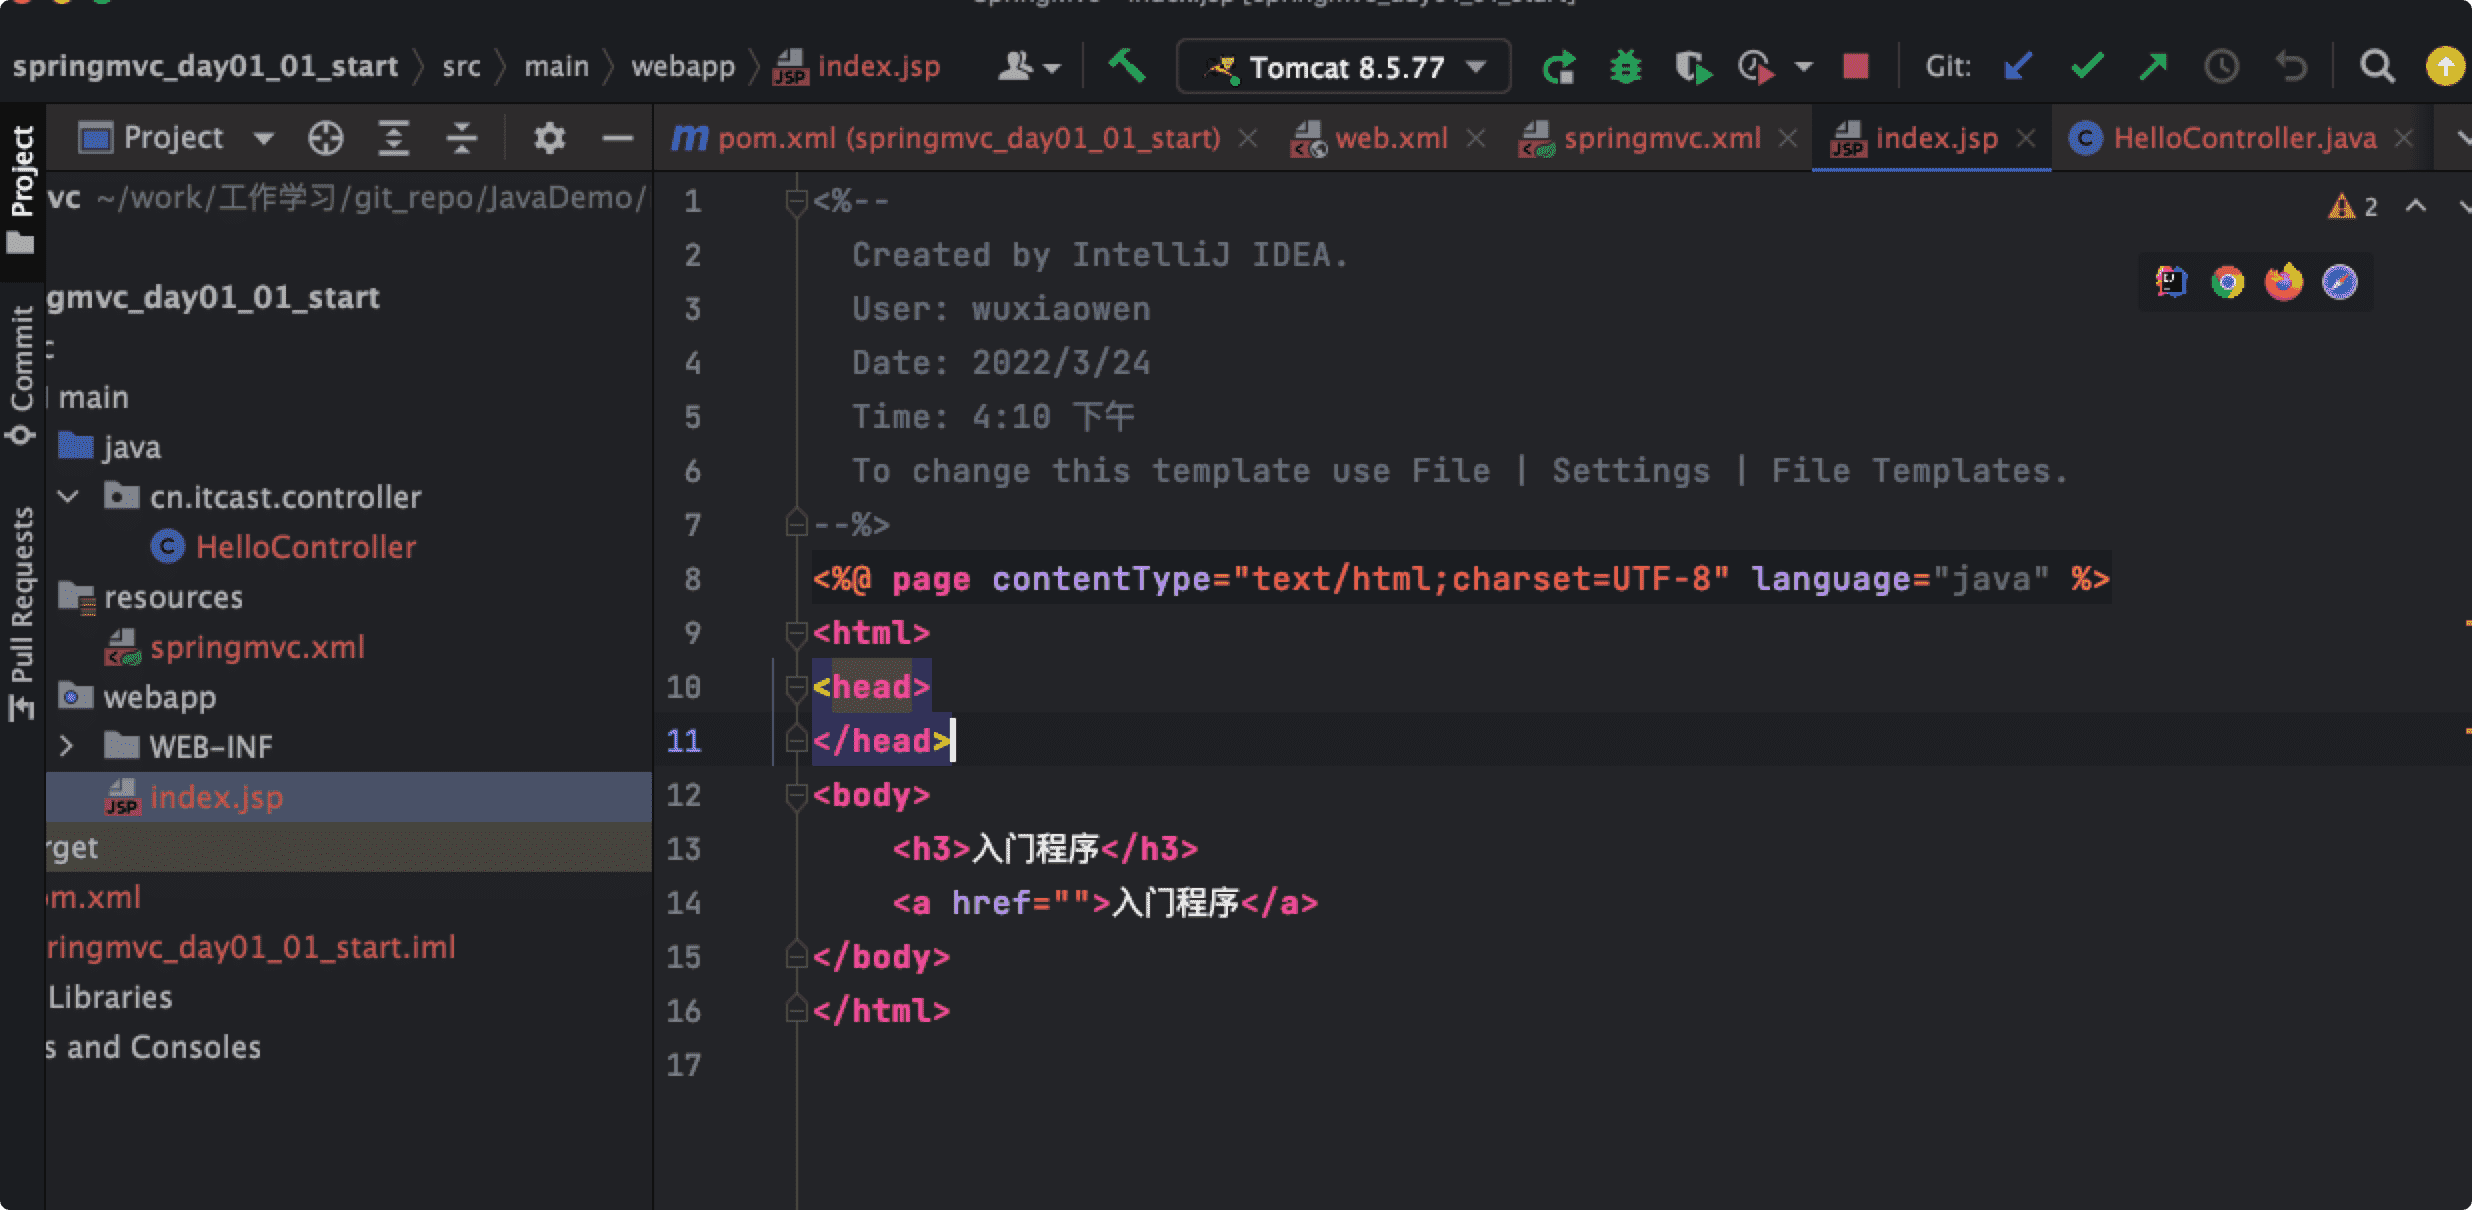 springmvc_day01_01_start src main webapp index.jsp Tomcat 8.5.77 Git:
Project pom.xml (springmvc_day01_01_start) web.xml springmvc.xml index.jsp HelloController.java
Project
Commit
Pull Requests
vc ~/work/工作学习/git_repo/JavaDemo/
gmvc_day01_01_start
c
main
java
cn.itcast.controller
HelloController
resources
springmvc.xml
webapp
WEB-INF
index.jsp
rget
om.xml
ringmvc_day01_01_start.iml
Libraries
s and Consoles
2
1 <%--
2 Created by IntelliJ IDEA.
3 User: wuxiaowen
4 Date: 2022/3/24
5 Time: 4:10 下午
6 To change this template use File | Settings | File Templates.
7 --%>
8 <%@ page contentType="text/html;charset=UTF-8" language="java" %>
9 <html>
10 <head>
11 </head>
12 <body>
13 <h3>入门程序</h3>
14 <a href="">入门程序</a>
15 </body>
16 </html>
17